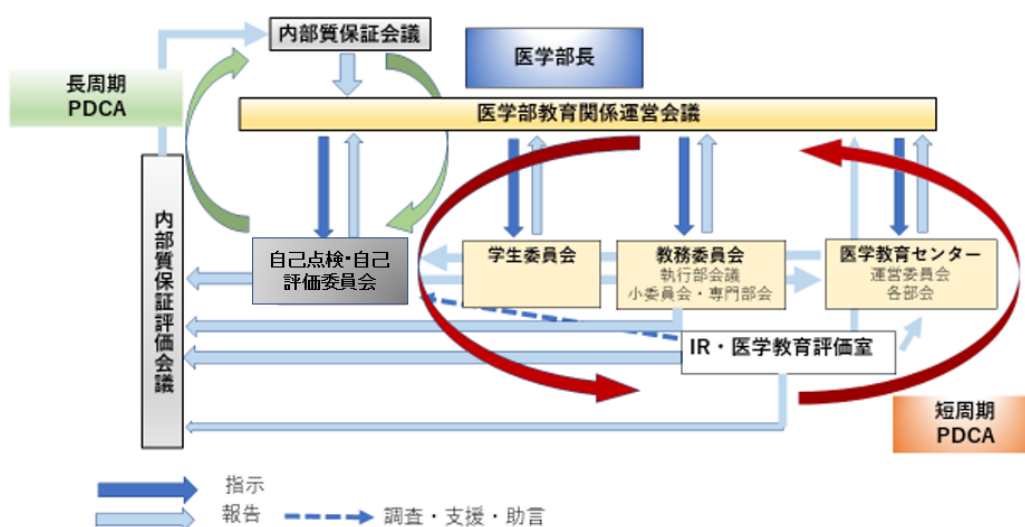 内部質保証会議
医学部長
長周期
PDCA
医学部教育関係運営会議
内部質保証評価会議
自己点検・自己
評価委員会
学生委員会
教務委員会
執行部会議
小委員会・専門部会
医学教育センター
運営委員会
各部会
IR・医学教育評価室
短周期
PDCA
指示
報告
調査・支援・助言